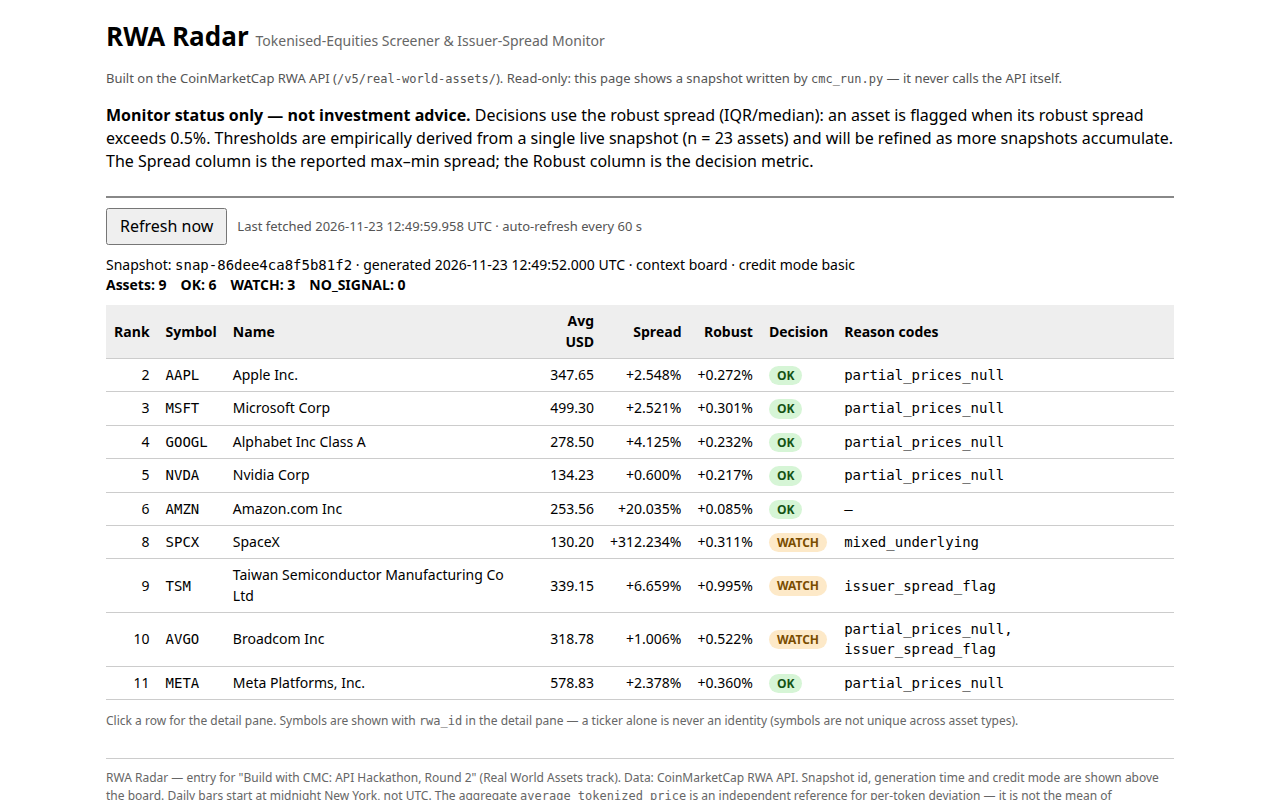 RWA Radar Tokenised-Equities Screener & Issuer-Spread Monitor
Built on the CoinMarketCap RWA API (/v5/real-world-assets/). Read-only: this page shows a snapshot written by cmc_run.py — it never calls the API itself.
Monitor status only — not investment advice. Decisions use the robust spread (IQR/median): an asset is flagged when its robust spread
exceeds 0.5%. Thresholds are empirically derived from a single live snapshot (n = 23 assets) and will be refined as more snapshots accumulate.
The Spread column is the reported max–min spread; the Robust column is the decision metric.
Refresh now Last fetched 2026-11-23 12:49:59.958 UTC · auto-refresh every 60 s
Snapshot: snap-86dee4ca8f5b81f2 · generated 2026-11-23 12:49:52.000 UTC · context board · credit mode basic
Assets: 9 OK: 6 WATCH: 3 NO_SIGNAL: 0
Rank Symbol Name Avg USD Spread Robust Decision Reason codes
2 AAPL Apple Inc. 347.65 +2.548% +0.272% OK partial_prices_null
3 MSFT Microsoft Corp 499.30 +2.521% +0.301% OK partial_prices_null
4 GOOGL Alphabet Inc Class A 278.50 +4.125% +0.232% OK partial_prices_null
5 NVDA Nvidia Corp 134.23 +0.600% +0.217% OK partial_prices_null
6 AMZN Amazon.com Inc 253.56 +20.035% +0.085% OK —
8 SPCX SpaceX 130.20 +312.234% +0.311% WATCH mixed_underlying
9 TSM Taiwan Semiconductor Manufacturing Co Ltd 339.15 +6.659% +0.995% WATCH issuer_spread_flag
10 AVGO Broadcom Inc 318.78 +1.006% +0.522% WATCH partial_prices_null, issuer_spread_flag
11 META Meta Platforms, Inc. 578.83 +2.378% +0.360% OK partial_prices_null
Click a row for the detail pane. Symbols are shown with rwa_id in the detail pane — a ticker alone is never an identity (symbols are not unique across asset types).
RWA Radar — entry for "Build with CMC: API Hackathon, Round 2" (Real World Assets track). Data: CoinMarketCap RWA API. Snapshot id, generation time and credit mode are shown above
the board. Daily bars start at midnight New York, not UTC. The aggregate average_tokenized_price is an independent reference for per-token deviation — it is not the mean of